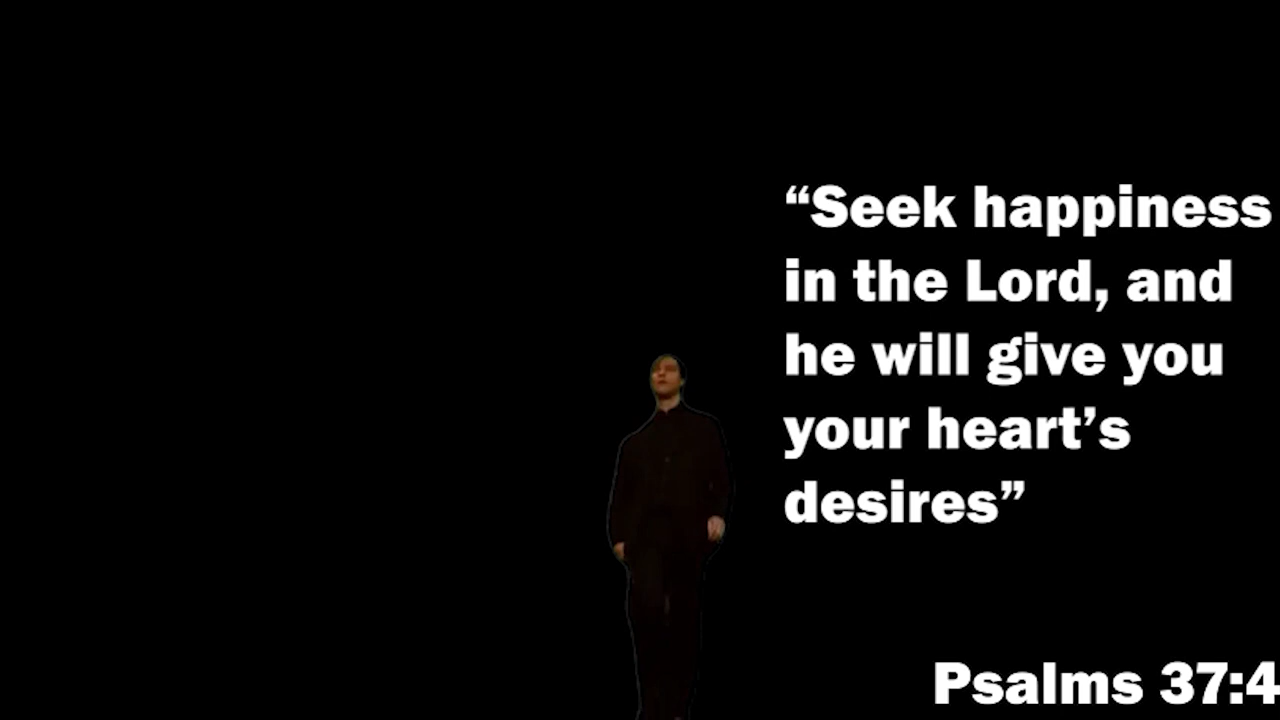 “Seek happiness
in the Lord, and
he will give you
your heart’s
desires”
Psalms 37:4